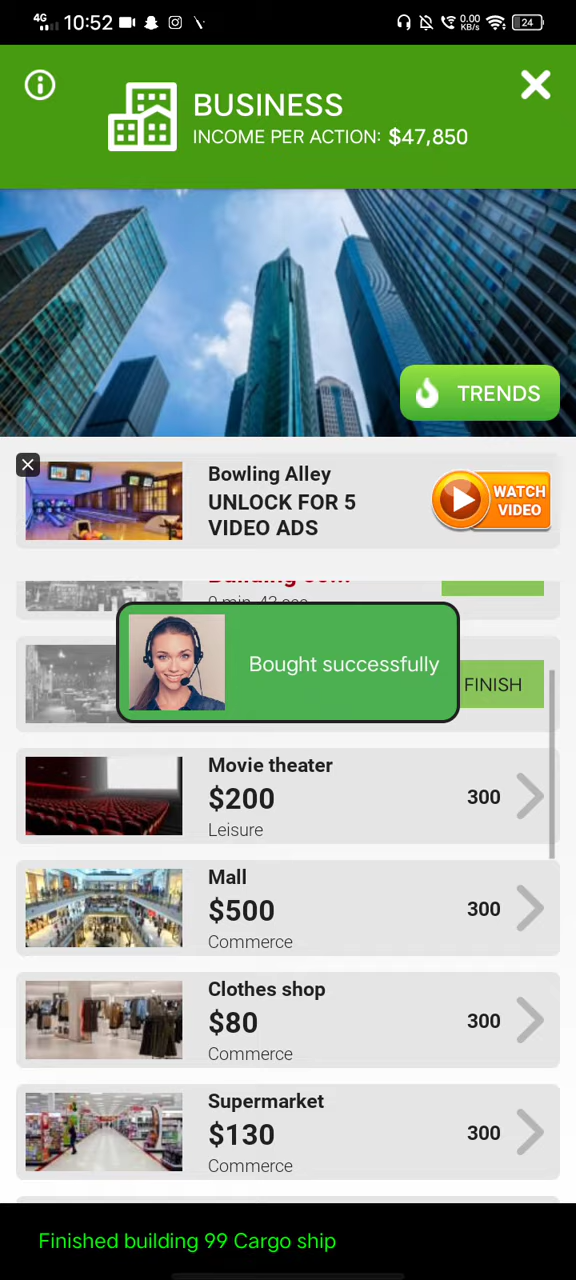 4G 10:52 0.00 KB/s 24
BUSINESS
INCOME PER ACTION: $47,850
TRENDS
Bowling Alley
UNLOCK FOR 5
VIDEO ADS
WATCH
VIDEO
Building
0 min, 43 sec
Bought successfully
FINISH
Movie theater
$200
300
Leisure
Mall
$500
300
Commerce
Clothes shop
$80
300
Commerce
Supermarket
$130
300
Commerce
Finished building 99 Cargo ship